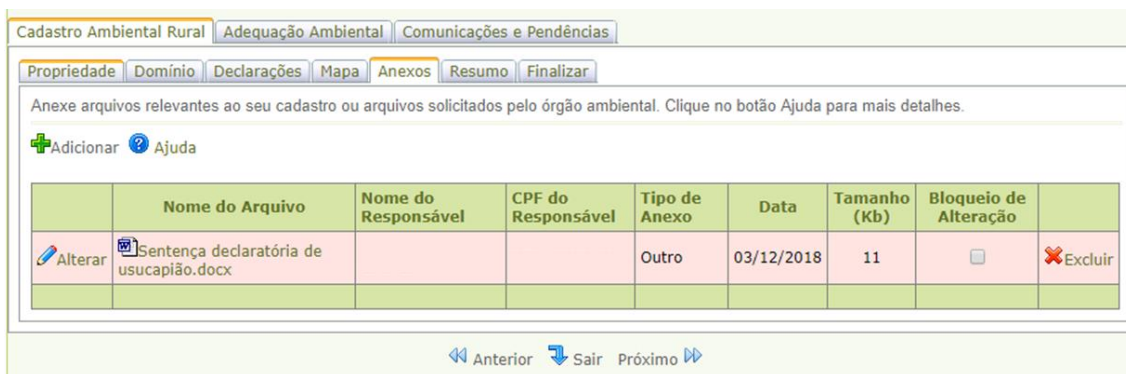 Cadastro Ambiental Rural Adequação Ambiental Comunicações e Pendências
Propriedade Domínio Declarações Mapa Anexos Resumo Finalizar
Anexe arquivos relevantes ao seu cadastro ou arquivos solicitados pelo órgão ambiental. Clique no botão Ajuda para mais detalhes.
Adicionar Ajuda
Nome do Arquivo Nome do Responsável CPF do Responsável Tipo de Anexo Data Tamanho (Kb) Bloqueio de Alteração
Alterar Sentença declaratória de usucapião.docx Outro 03/12/2018 11 Excluir
Anterior Sair Próximo